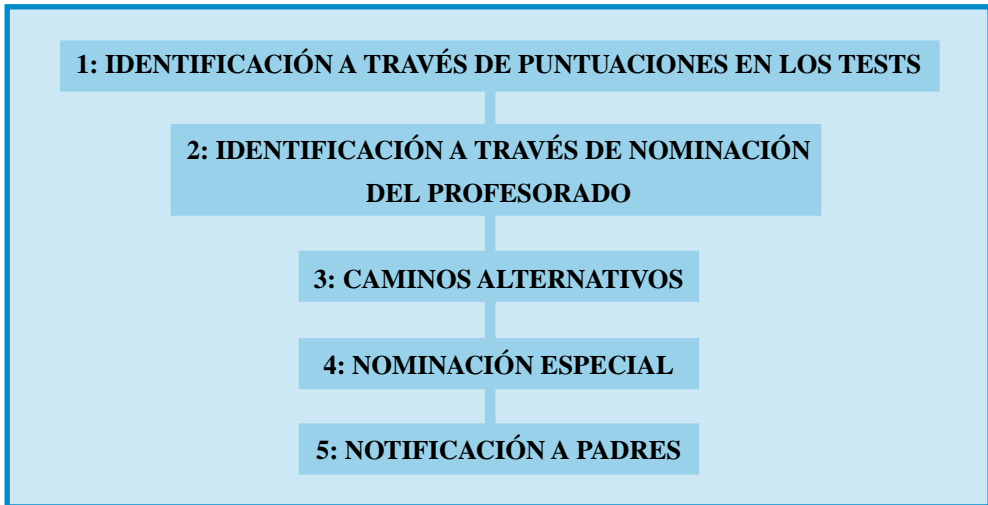 1: IDENTIFICACIÓN A TRAVÉS DE PUNTUACIONES EN LOS TESTS
2: IDENTIFICACIÓN A TRAVÉS DE NOMINACIÓN
DEL PROFESORADO
3: CAMINOS ALTERNATIVOS
4: NOMINACIÓN ESPECIAL
5: NOTIFICACIÓN A PADRES